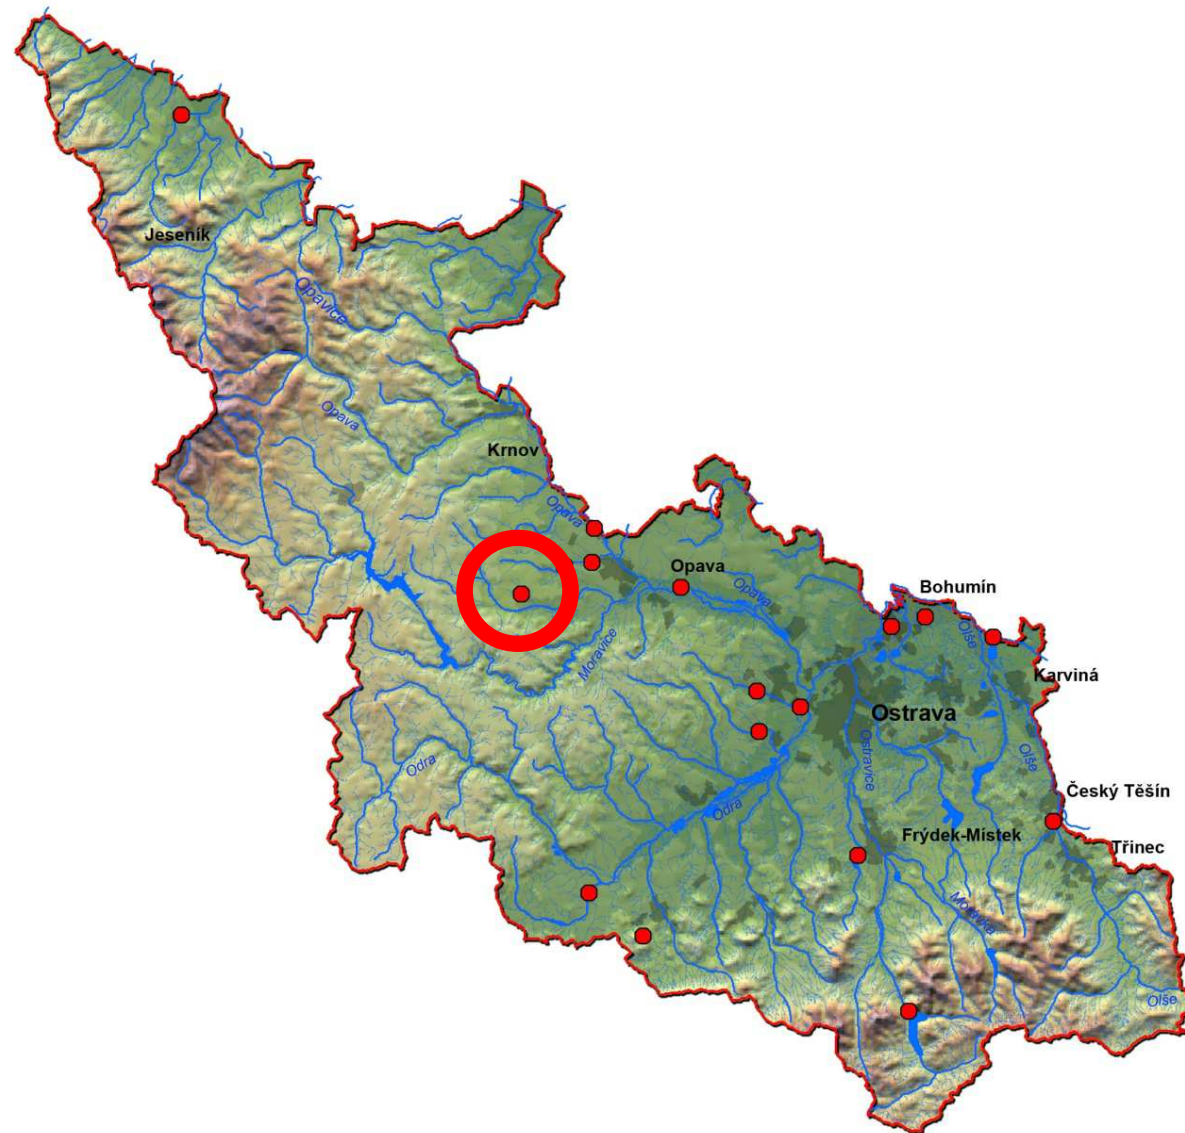 Jeseník
Opavice
Opava
Krnov
Opava
Opava
Opava
Bohumín
Olše
Moravice
Karviná
Ostrava
Ostravice
Olše
Odra
Český Těšín
Odra
Frýdek-Místek
Třinec
Morávka
Olše